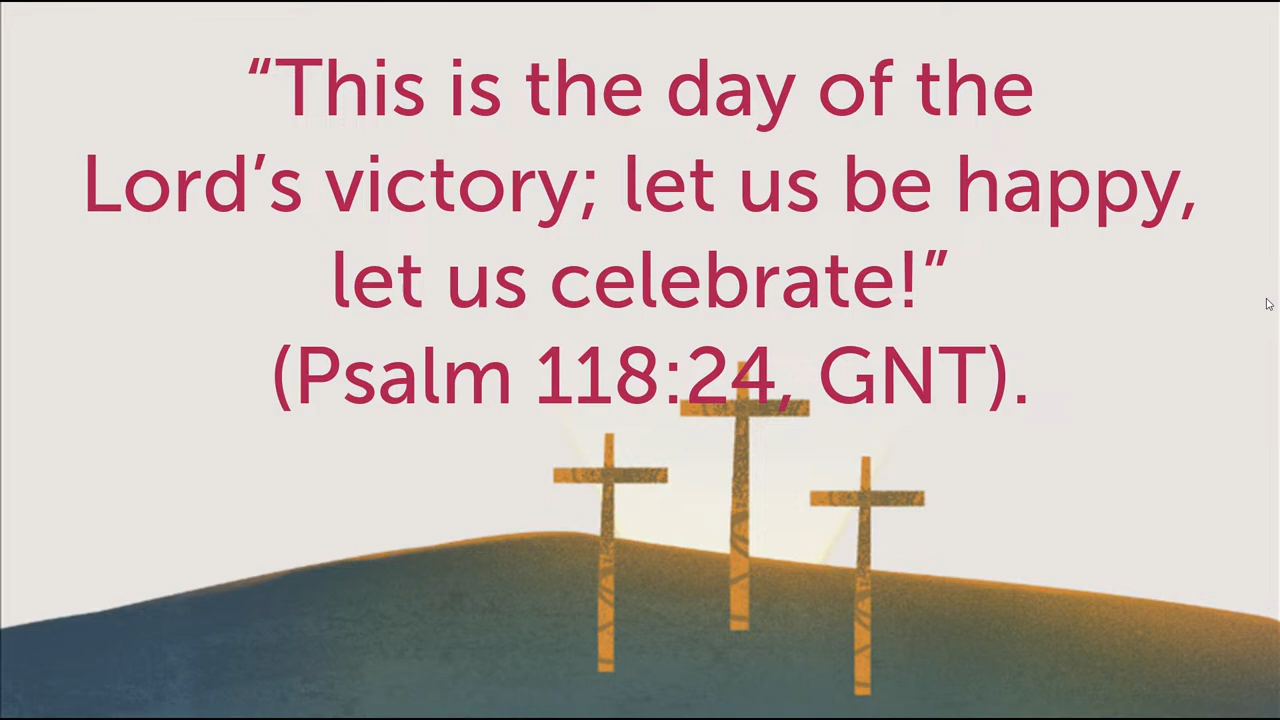 “This is the day of the
Lord’s victory; let us be happy,
let us celebrate!”
(Psalm 118:24, GNT).